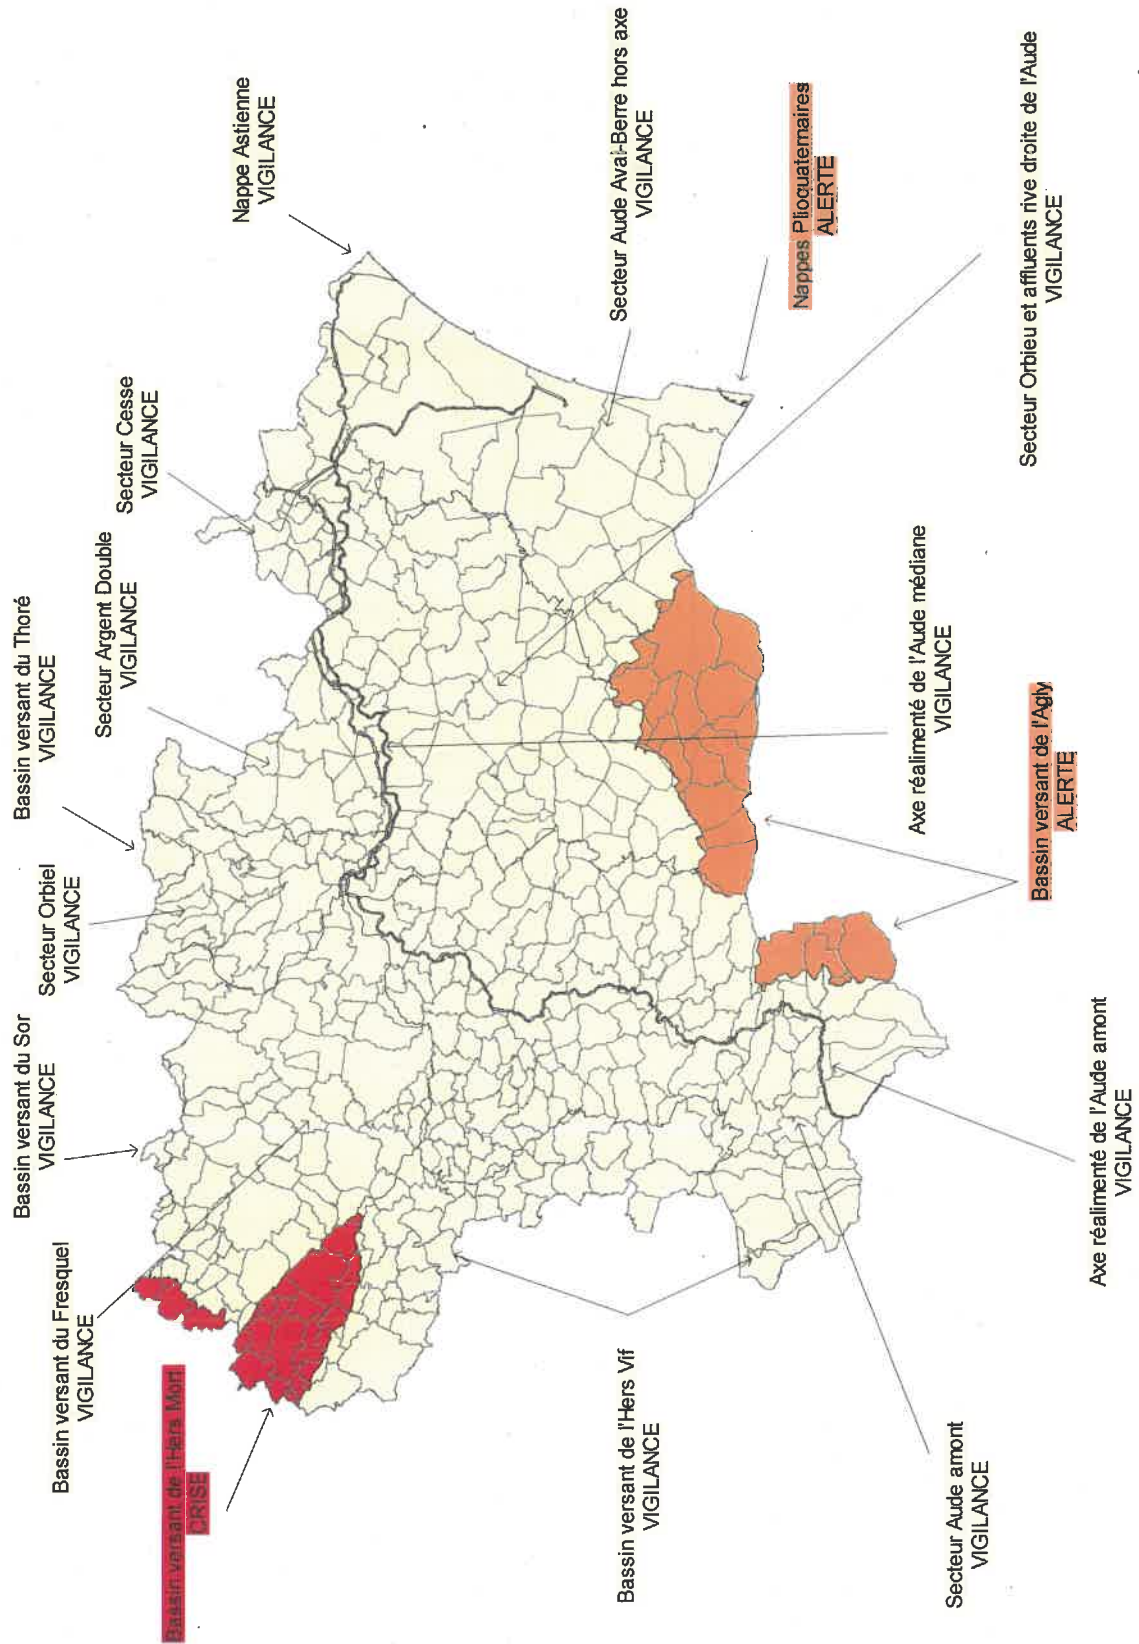 Bassin versant de l'Hers Mort
CRISE
Bassin versant du Fresquel
VIGILANCE
Bassin versant du Sor
VIGILANCE
Secteur Orbiel
VIGILANCE
Bassin versant du Thoré
VIGILANCE
Secteur Argent Double
VIGILANCE
Secteur Cesse
VIGILANCE
Nappe Astienne
VIGILANCE
Secteur Aude Aval-Berre hors axe
VIGILANCE
Nappes Plioquaternaires
ALERTE
Secteur Orbieu et affluents rive droite de l'Aude
VIGILANCE
Axe réalimenté de l'Aude médiane
VIGILANCE
Bassin versant de l'Agly
ALERTE
Axe réalimenté de l'Aude amont
VIGILANCE
Bassin versant de l'Hers Vif
VIGILANCE
Secteur Aude amont
VIGILANCE